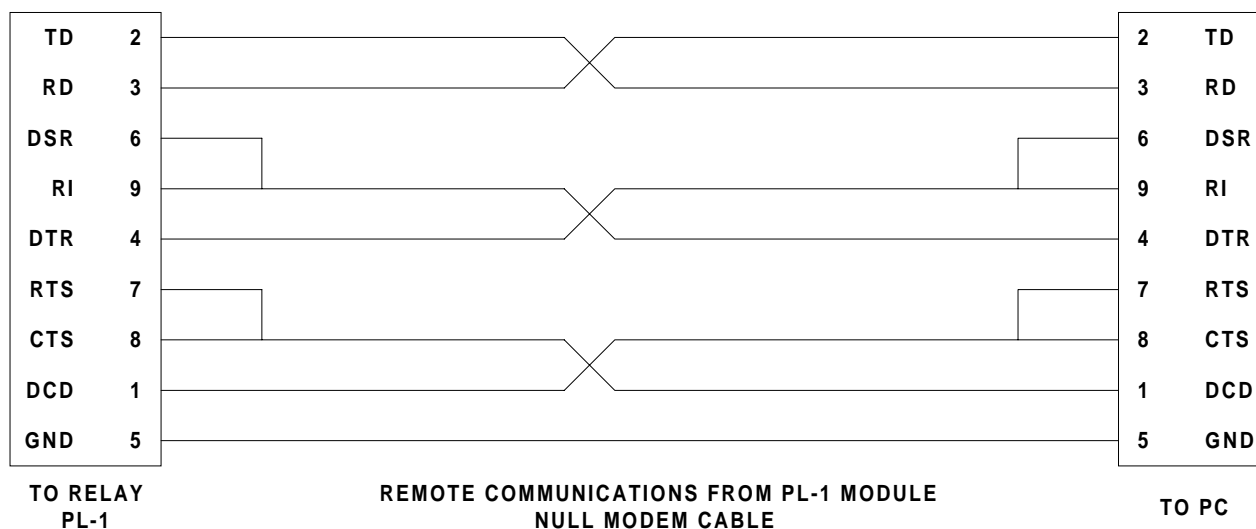 TD 2 2 TD
RD 3 3 RD
DSR 6 6 DSR
RI 9 9 RI
DTR 4 4 DTR
RTS 7 7 RTS
CTS 8 8 CTS
DCD 1 1 DCD
GND 5 5 GND
TO RELAY
PL-1
REMOTE COMMUNICATIONS FROM PL-1 MODULE
NULL MODEM CABLE
TO PC